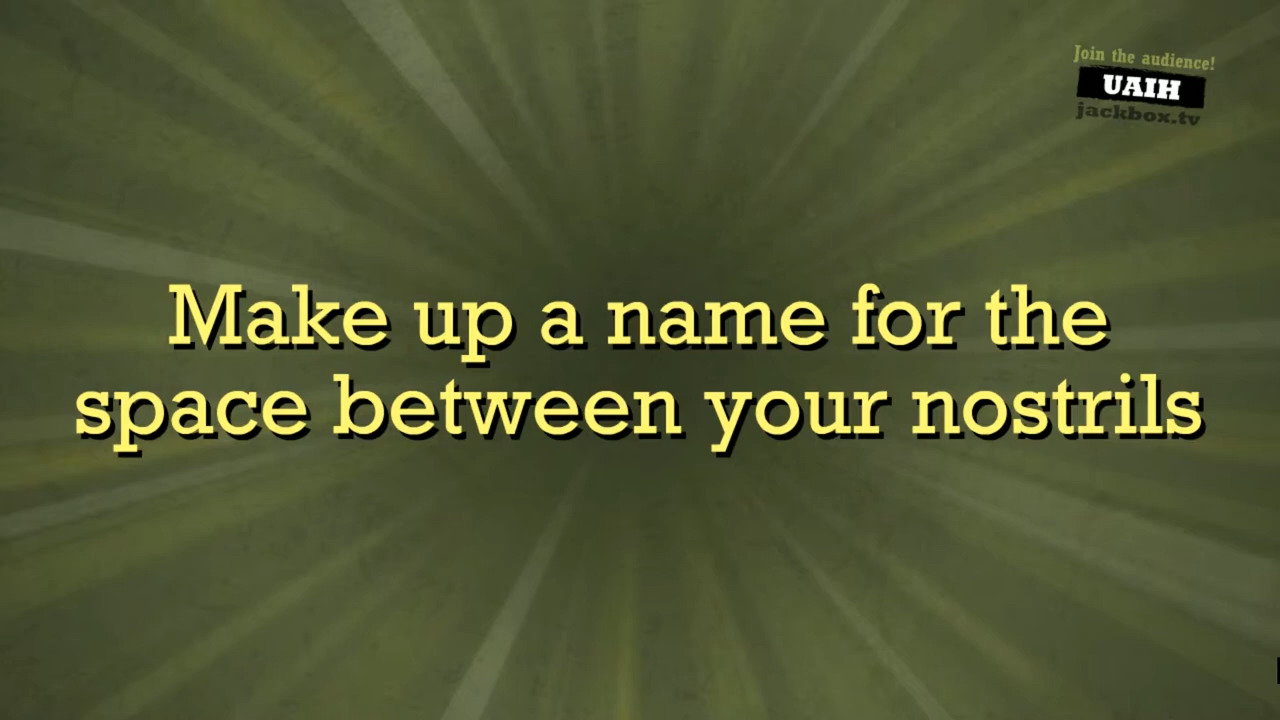 Join the audience!
UAIH
jackbox.tv
Make up a name for the
space between your nostrils